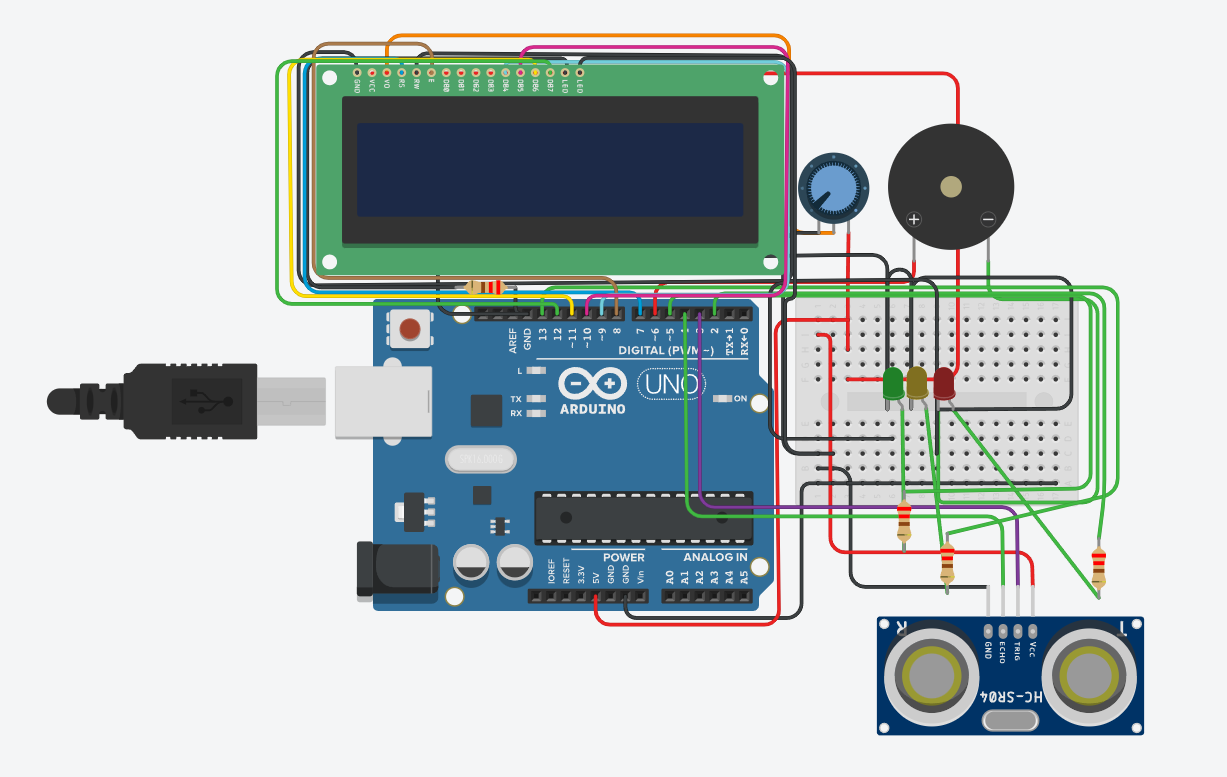 GND VCC VO RS RW E DB0 DB1 DB2 DB3 DB4 DB5 DB6 DB7 LED LED
+ −
AREF GND 13 12 ~11 ~10 ~9 8 7 ~6 ~5 2 TX→1 RX←0
DIGITAL (PWM~)
L
TX
RX
UNO
ON
ARDUINO
POWER ANALOG IN
IOREF RESET 3.3V 5V GND GND Vin A0 A1 A2 A3 A4 A5
R T
GND ECHO TRIG VCC
HC-SR04